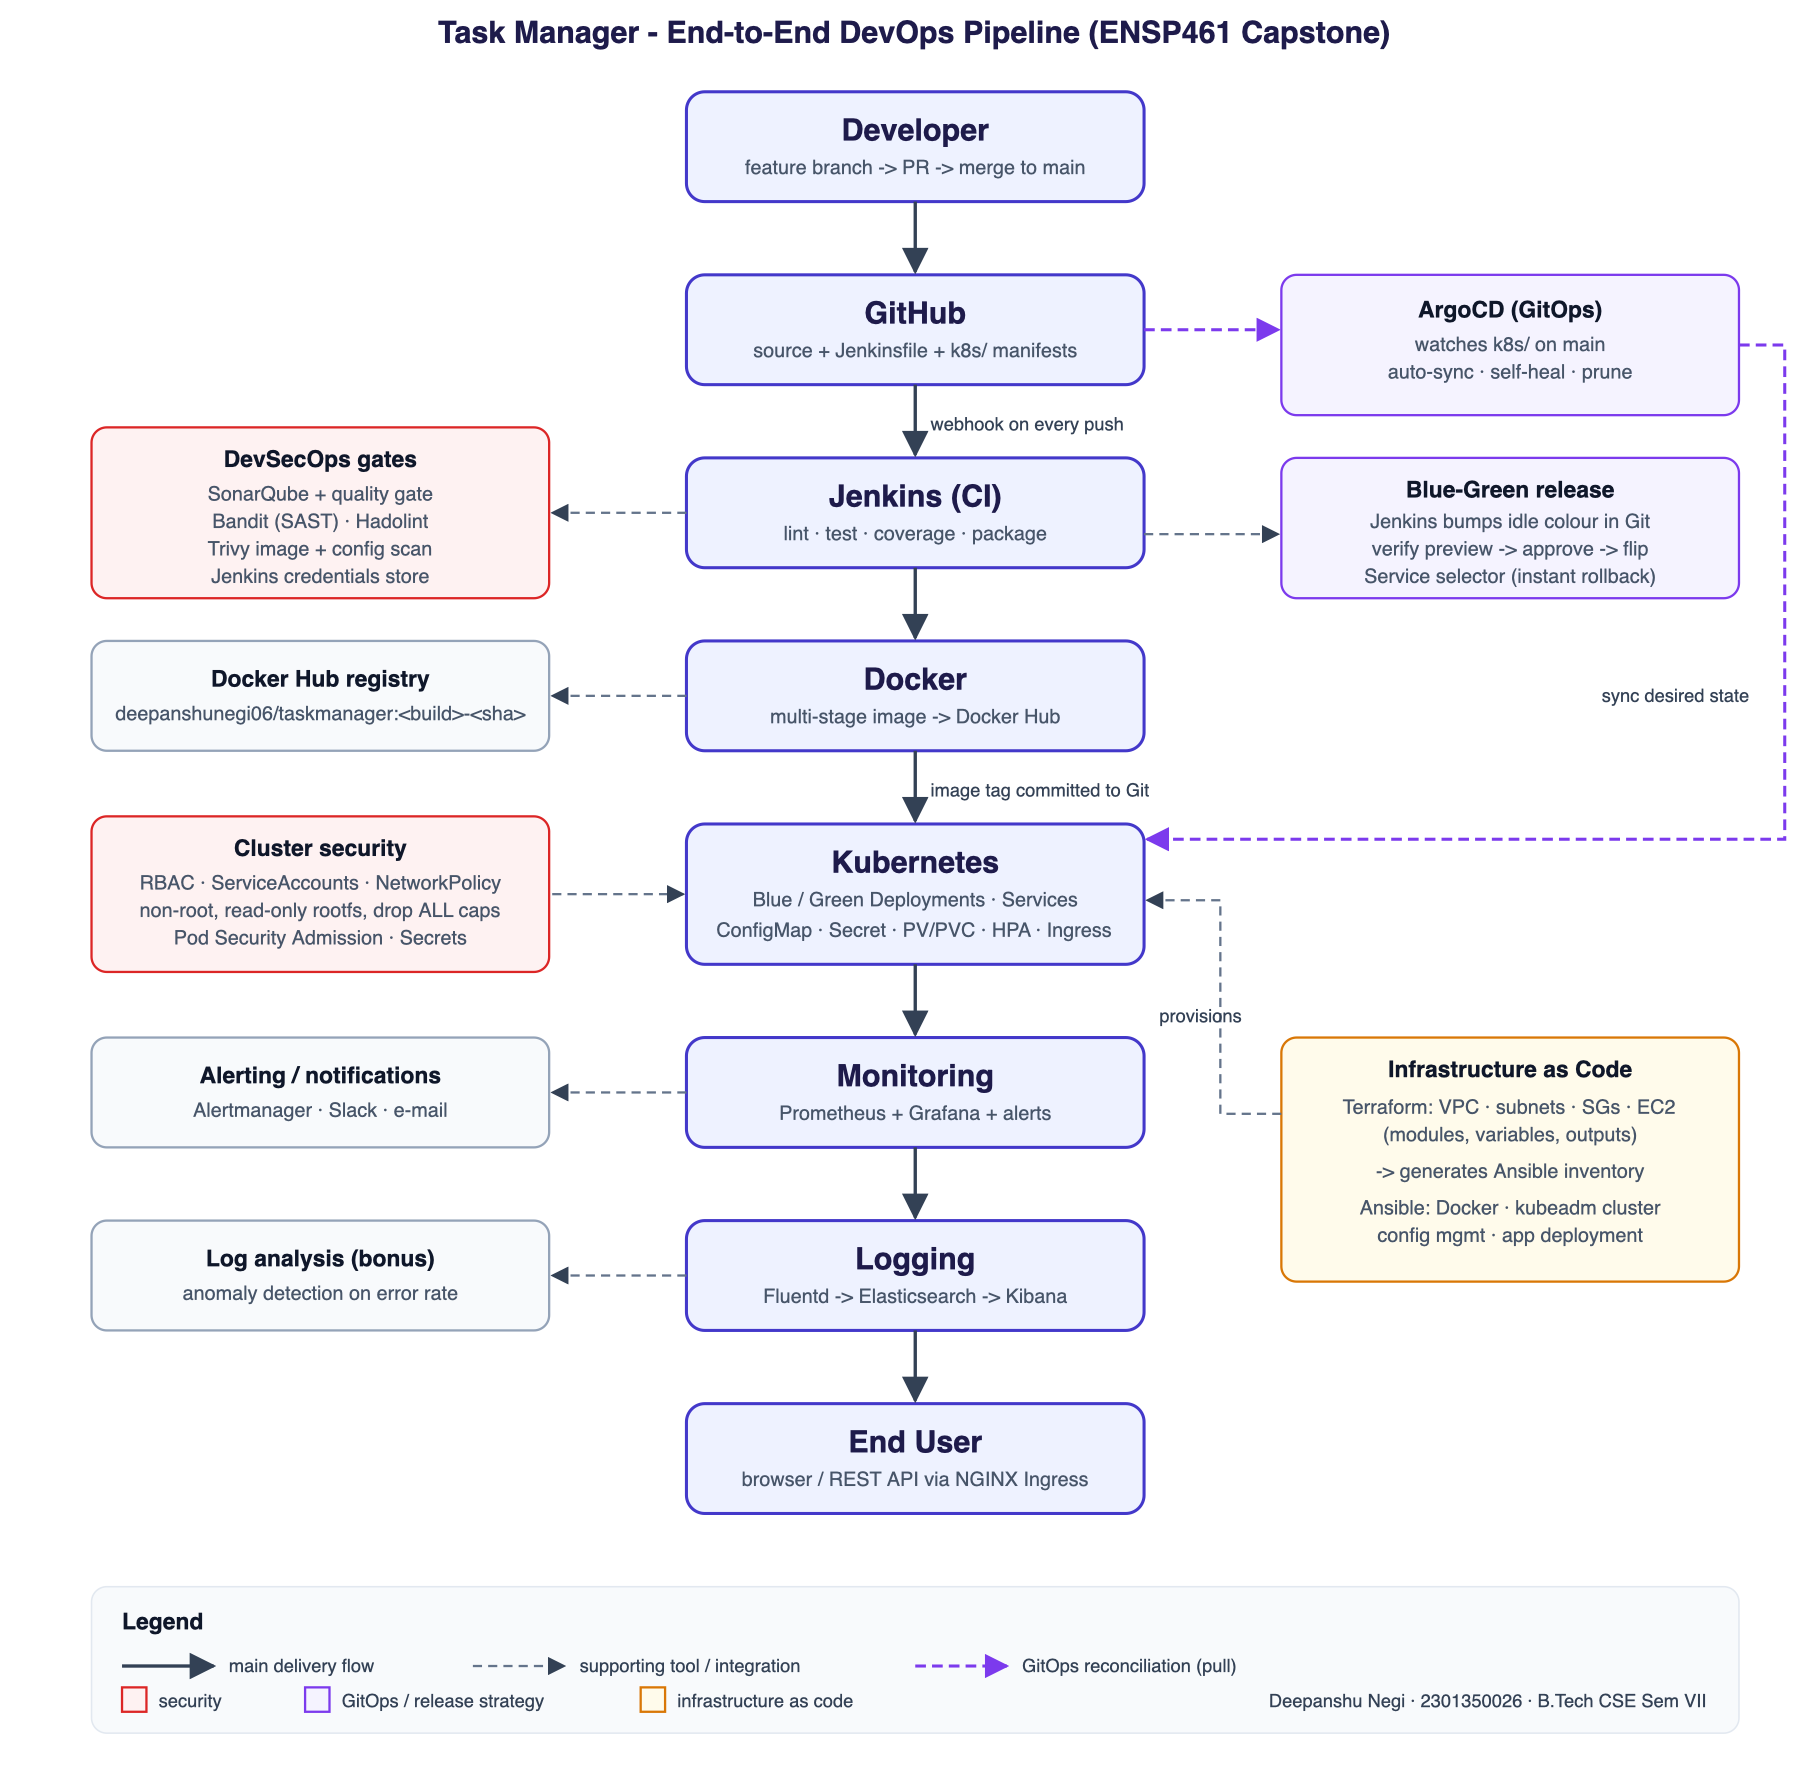 Task Manager - End-to-End DevOps Pipeline (ENSP461 Capstone)
Developer
feature branch -> PR -> merge to main
GitHub
source + Jenkinsfile + k8s/ manifests
ArgoCD (GitOps)
watches k8s/ on main
auto-sync · self-heal · prune
webhook on every push
DevSecOps gates
SonarQube + quality gate
Bandit (SAST) · Hadolint
Trivy image + config scan
Jenkins credentials store
Jenkins (CI)
lint · test · coverage · package
Blue-Green release
Jenkins bumps idle colour in Git
verify preview -> approve -> flip
Service selector (instant rollback)
Docker Hub registry
deepanshunegi06/taskmanager:<build>-<sha>
Docker
multi-stage image -> Docker Hub
sync desired state
image tag committed to Git
Cluster security
RBAC · ServiceAccounts · NetworkPolicy
non-root, read-only rootfs, drop ALL caps
Pod Security Admission · Secrets
Kubernetes
Blue / Green Deployments · Services
ConfigMap · Secret · PV/PVC · HPA · Ingress
provisions
Alerting / notifications
Alertmanager · Slack · e-mail
Monitoring
Prometheus + Grafana + alerts
Infrastructure as Code
Terraform: VPC · subnets · SGs · EC2
(modules, variables, outputs)
-> generates Ansible inventory
Ansible: Docker · kubeadm cluster
config mgmt · app deployment
Log analysis (bonus)
anomaly detection on error rate
Logging
Fluentd -> Elasticsearch -> Kibana
End User
browser / REST API via NGINX Ingress
Legend
main delivery flow
supporting tool / integration
GitOps reconciliation (pull)
security
GitOps / release strategy
infrastructure as code
Deepanshu Negi · 2301350026 · B.Tech CSE Sem VII